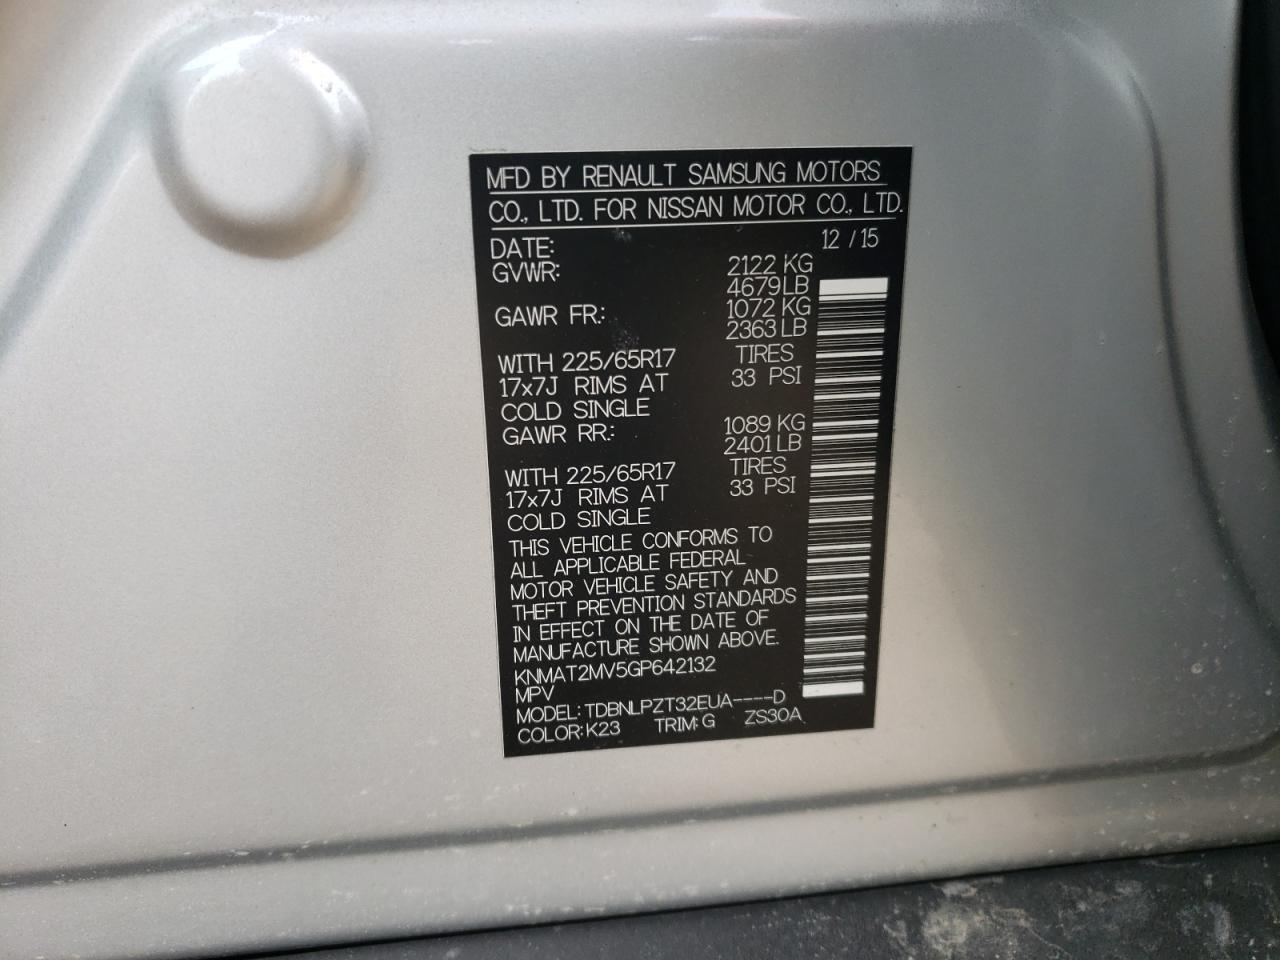 MFD BY RENAULT SAMSUNG MOTORS
CO., LTD. FOR NISSAN MOTOR CO., LTD.
DATE: 12 / 15
GVWR: 2122 KG
4679 LB
GAWR FR.: 1072 KG
2363 LB
WITH 225/65R17 TIRES
17x7J RIMS AT 33 PSI
COLD SINGLE
GAWR RR.: 1089 KG
2401 LB
WITH 225/65R17 TIRES
17x7J RIMS AT 33 PSI
COLD SINGLE
THIS VEHICLE CONFORMS TO
ALL APPLICABLE FEDERAL
MOTOR VEHICLE SAFETY AND
THEFT PREVENTION STANDARDS
IN EFFECT ON THE DATE OF
MANUFACTURE SHOWN ABOVE.
KNMAT2MV5GP642132
MPV
MODEL: TDBNLPZT32EUA----D
COLOR: K23 TRIM: G ZS30A